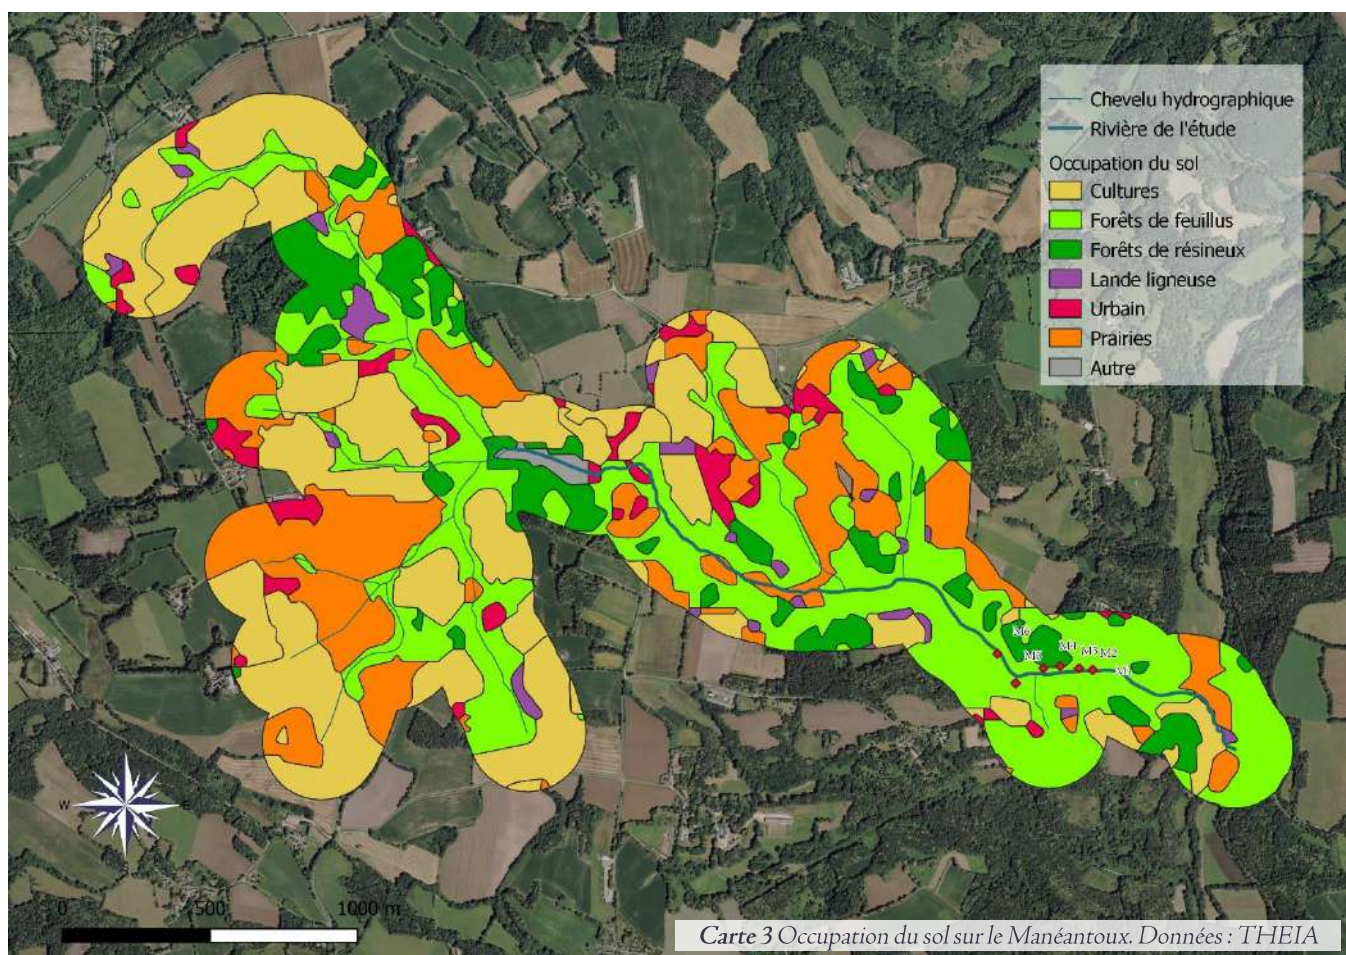 Chevelu hydrographique
Rivière de l'étude
Occupation du sol
Cultures
Forêts de feuillus
Forêts de résineux
Lande ligneuse
Urbain
Prairies
Autre
M6
M5
M4
M3
M2
M1
W
E
0
500
1000 m
Carte 3 Occupation du sol sur le Manéantoux. Données : THEIA